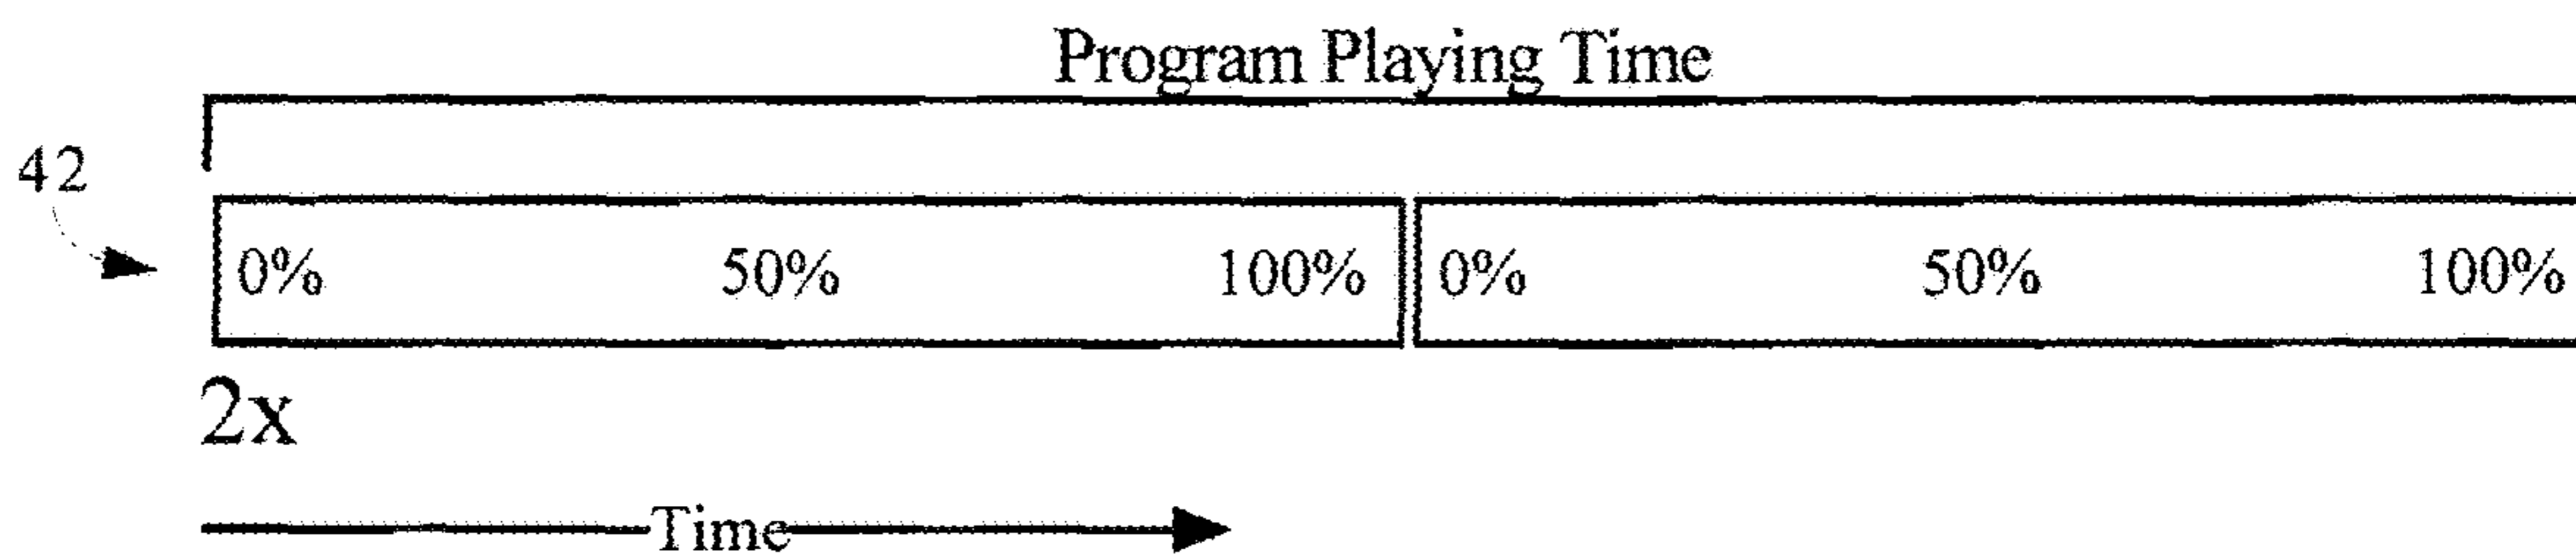 Program Playing Time
42
0% 50% 100% 0% 50% 100%
2x
Time